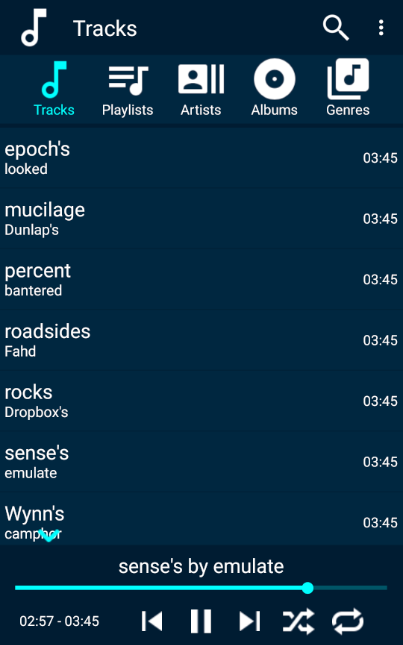 Tracks
Tracks Playlists Artists Albums Genres
epoch's
looked
03:45
mucilage
Dunlap's
03:45
percent
bantered
03:45
roadsides
Fahd
03:45
rocks
Dropbox's
03:45
sense's
emulate
03:45
Wynn's
camphor
03:45
sense's by emulate
02:57 - 03:45